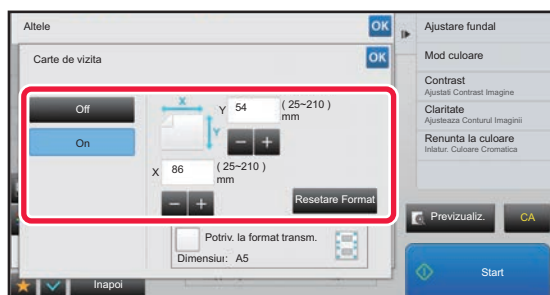 Altele
OK
Carte de vizita
OK
Off
On
X
Y
Y 54 ( 25~210 )
mm
X 86 ( 25~210 )
mm
Resetare Format
Potriv. la format transm.
Dimensiur: A5
Inapoi
Ajustare fundal
Mod culoare
Contrast
Ajustati Contrast Imagine
Claritate
Ajusteaza Conturul Imaginii
Renunta la culoare
Inlatur. Culoare Cromatica
Previzualiz.
CA
Start